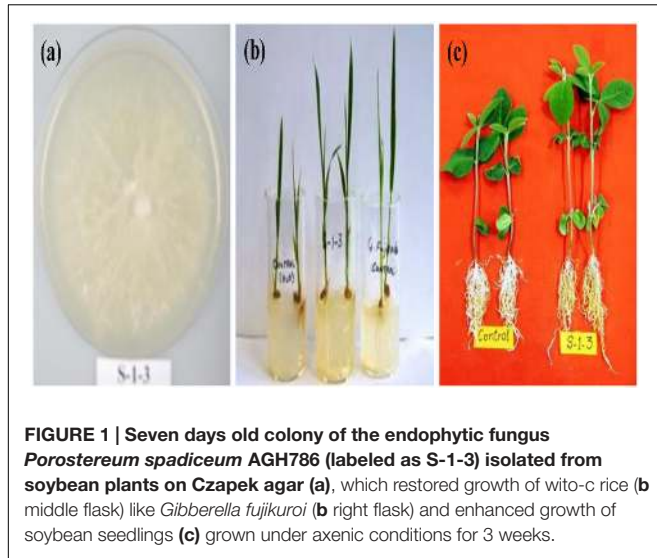 (a)
(b)
(c)
S-1-3
Control
S-1-3
Control
Control
S-1-3
FIGURE 1 | Seven days old colony of the endophytic fungus
Porostereum spadiceum AGH786 (labeled as S-1-3) isolated from
soybean plants on Czapek agar (a), which restored growth of wito-c rice (b
middle flask) like Gibberella fujikuroi (b right flask) and enhanced growth of
soybean seedlings (c) grown under axenic conditions for 3 weeks.